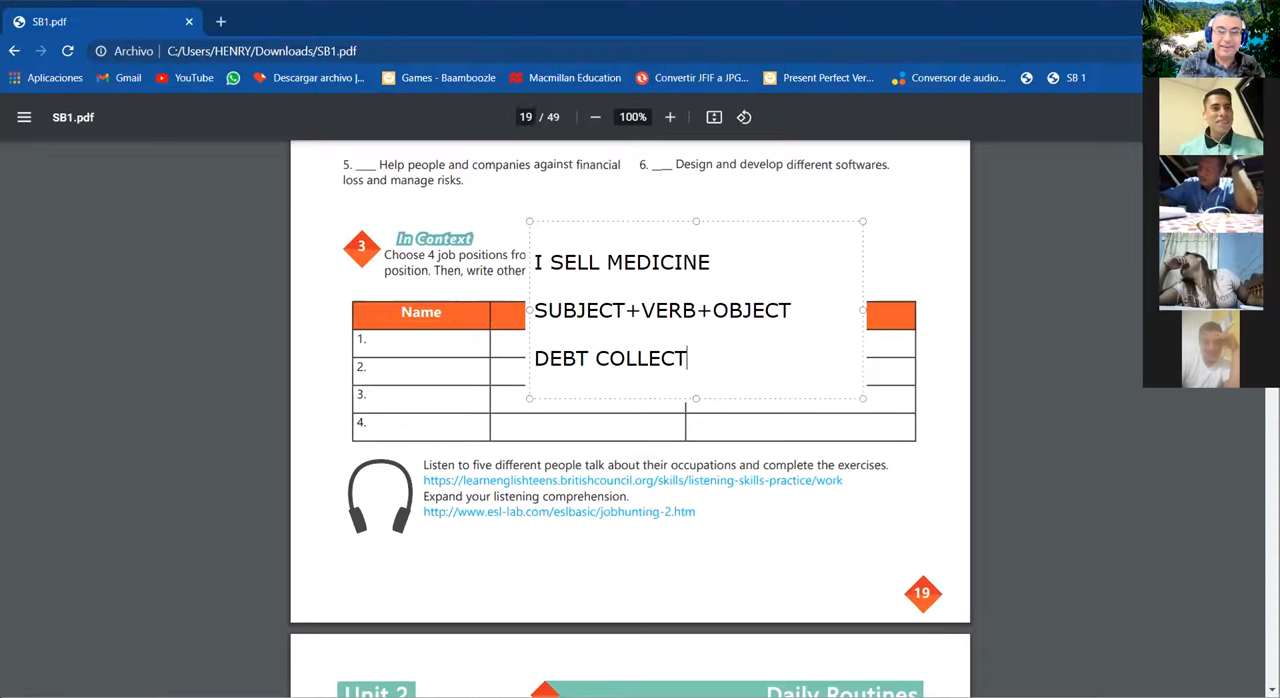 SB1.pdf
Archivo C:/Users/HENRY/Downloads/SB1.pdf
Aplicaciones Gmail YouTube Descargar archivo |... Games - Baamboozle Macmillan Education Convertir JFIF a JPG... Present Perfect Ver... Conversor de audio... SB 1
SB1.pdf 19 / 49 100%
5. ___ Help people and companies against financial loss and manage risks.
6. ___ Design and develop different softwares.
3 In Context
Choose 4 job positions fro
position. Then, write other
I SELL MEDICINE
SUBJECT+VERB+OBJECT
DEBT COLLECT
Name
1.
2.
3.
4.
Listen to five different people talk about their occupations and complete the exercises.
https://learnenglishteens.britishcouncil.org/skills/listening-skills-practice/work
Expand your listening comprehension.
http://www.esl-lab.com/eslbasic/jobhunting-2.htm
19
Unit 2 Daily Routines